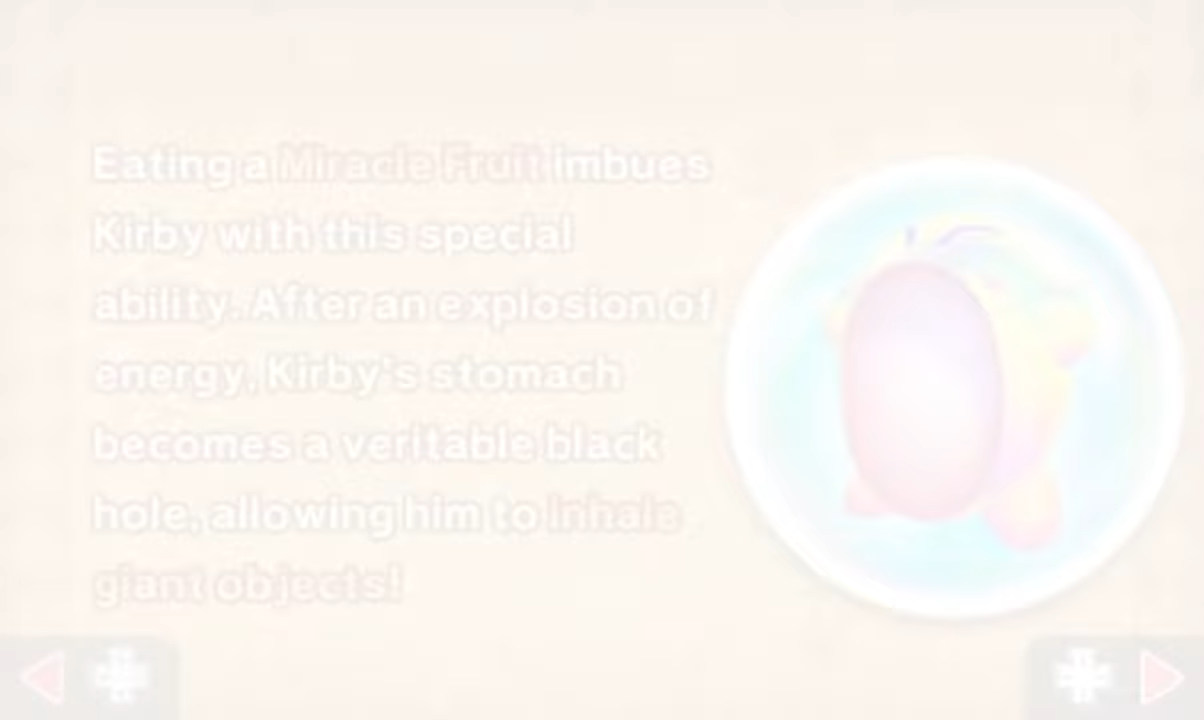 Eating a Miracle Fruit imbues
Kirby with this special
ability. After an explosion of
energy, Kirby's stomach
becomes a veritable black
hole, allowing him to Inhale
giant objects!